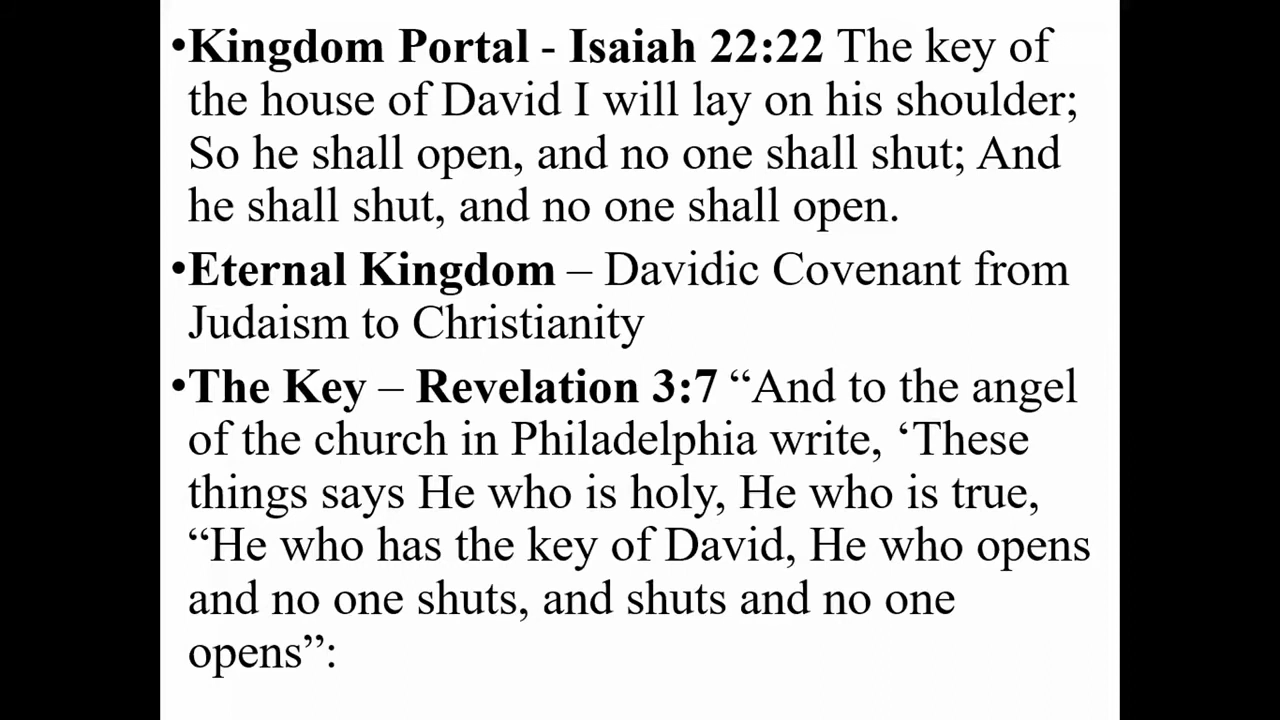 •Kingdom Portal - Isaiah 22:22 The key of
the house of David I will lay on his shoulder;
So he shall open, and no one shall shut; And
he shall shut, and no one shall open.
•Eternal Kingdom – Davidic Covenant from
Judaism to Christianity
•The Key – Revelation 3:7 “And to the angel
of the church in Philadelphia write, ‘These
things says He who is holy, He who is true,
“He who has the key of David, He who opens
and no one shuts, and shuts and no one
opens”: